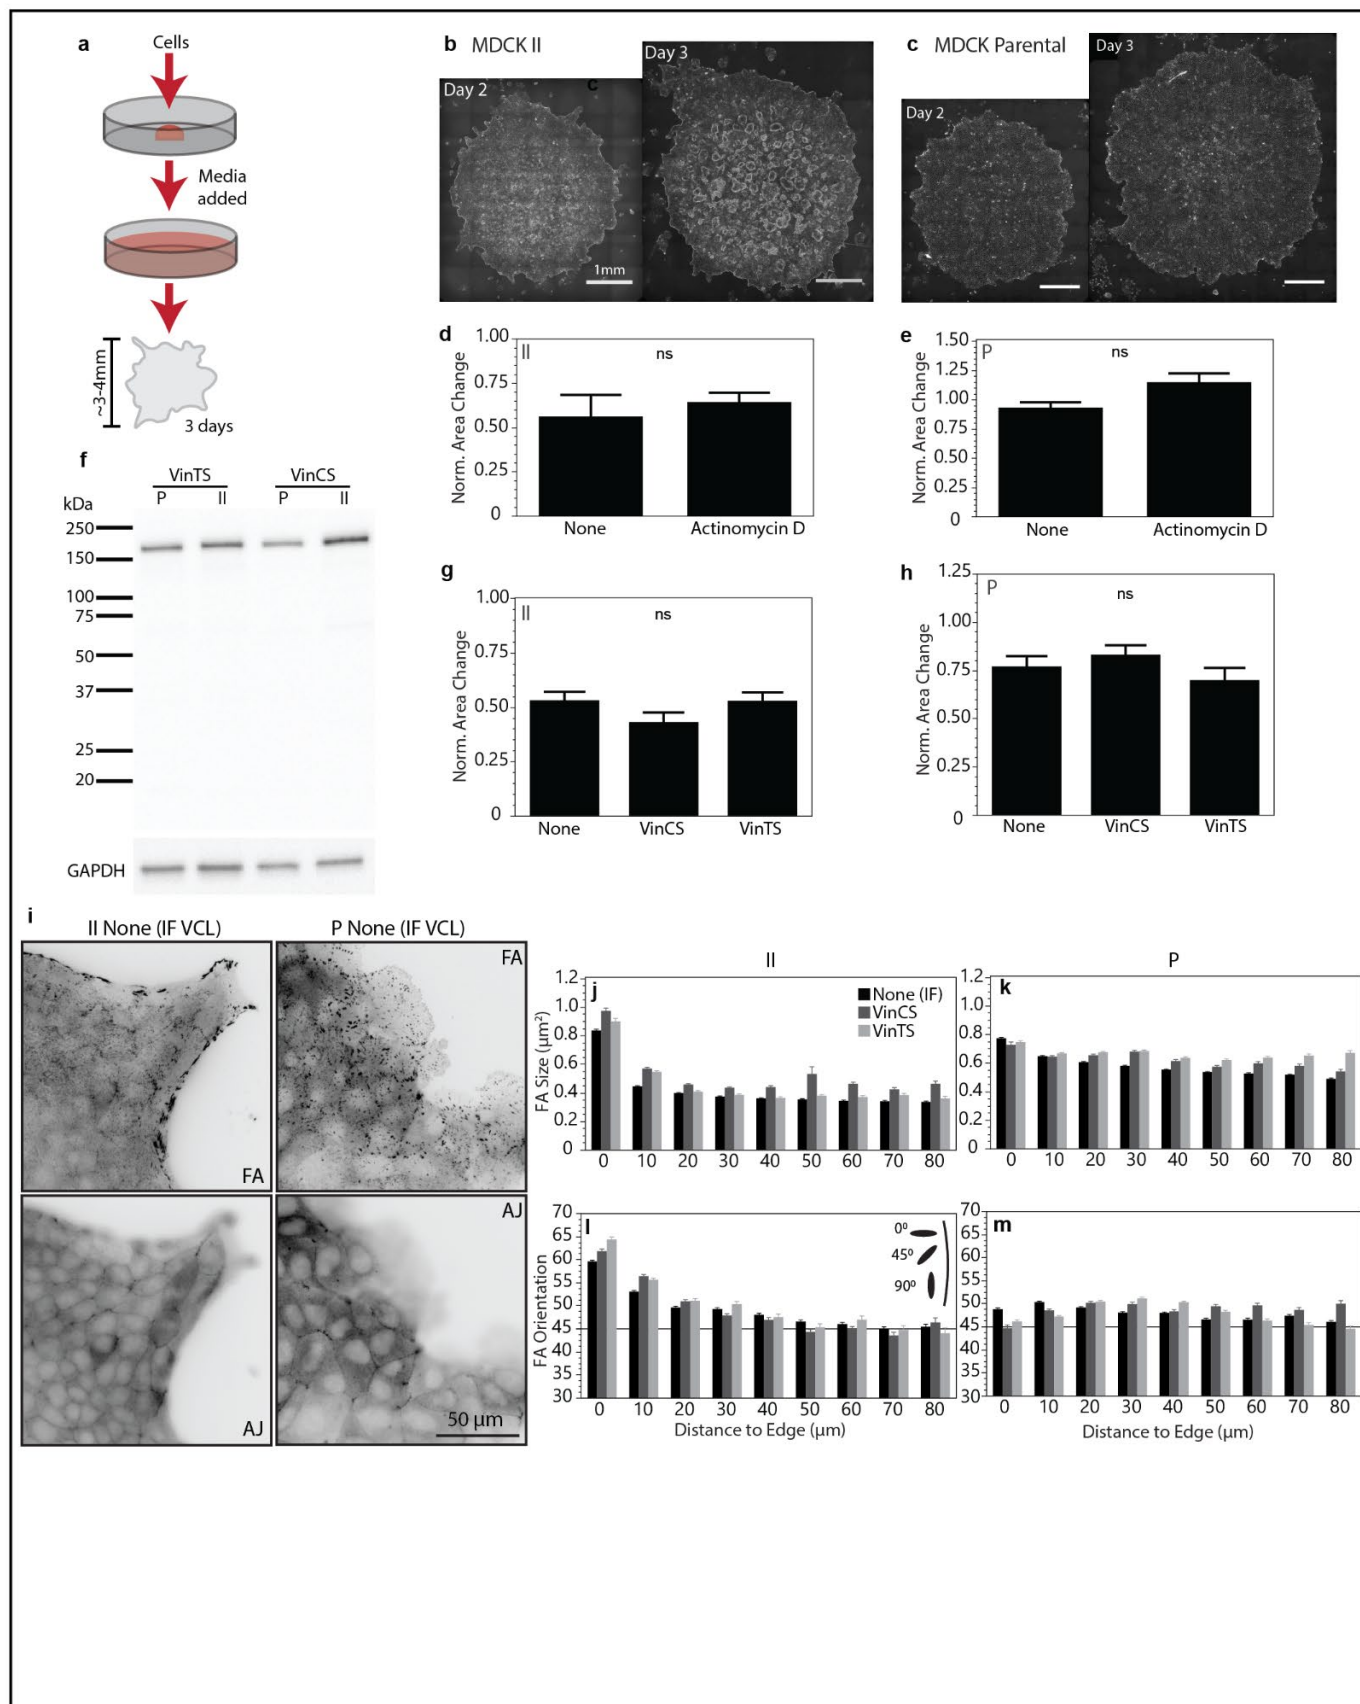 a
Cells
Media
added
~3-4mm
3 days
b MDCK II
Day 2
1mm
c
Day 3
c MDCK Parental
Day 2
Day 3
d
II
ns
Norm. Area Change
1.00
0.75
0.50
0.25
0
None Actinomycin D
e
P
ns
Norm. Area Change
1.50
1.25
1.00
0.75
0.50
0.25
0
None Actinomycin D
f
VinTS VinCS
kDa P II P II
250
150
100
75
50
37
25
20
GAPDH
g
II
ns
Norm. Area Change
1.00
0.75
0.50
0.25
0
None VinCS VinTS
h
P
ns
Norm. Area Change
1.25
1.00
0.75
0.50
0.25
0
None VinCS VinTS
i
II None (IF VCL) P None (IF VCL)
FA
FA
AJ
AJ
50 µm
II
j
None (IF)
VinCS
VinTS
FA Size (µm²)
1.2
1.0
0.8
0.6
0.4
0.2
0
0 10 20 30 40 50 60 70 80
P
k
1.2
1.0
0.8
0.6
0.4
0.2
0
0 10 20 30 40 50 60 70 80
l
0º
45º
90º
FA Orientation
70
65
60
55
50
45
40
35
30
0 10 20 30 40 50 60 70 80
Distance to Edge (µm)
m
70
65
60
55
50
45
40
35
30
0 10 20 30 40 50 60 70 80
Distance to Edge (µm)